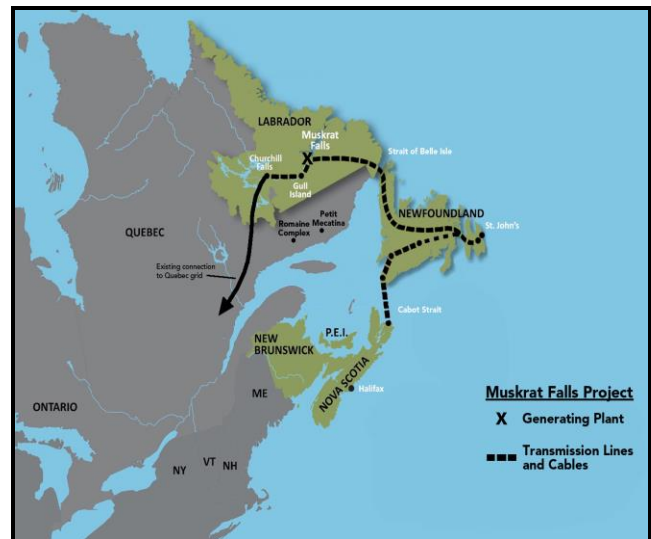 LABRADOR
Muskrat
Falls
X
Strait of Belle Isle
Churchill
Falls
Gull
Island
NEWFOUNDLAND
St. John's
Petit
Mecatina
Romaine
Complex
QUEBEC
Existing connection
to Quebec grid
Cabot Strait
P.E.I.
NEW
BRUNSWICK
NOVA SCOTIA
Halifax
ME
ONTARIO
NY
VT
NH
Muskrat Falls Project
X Generating Plant
Transmission Lines
and Cables